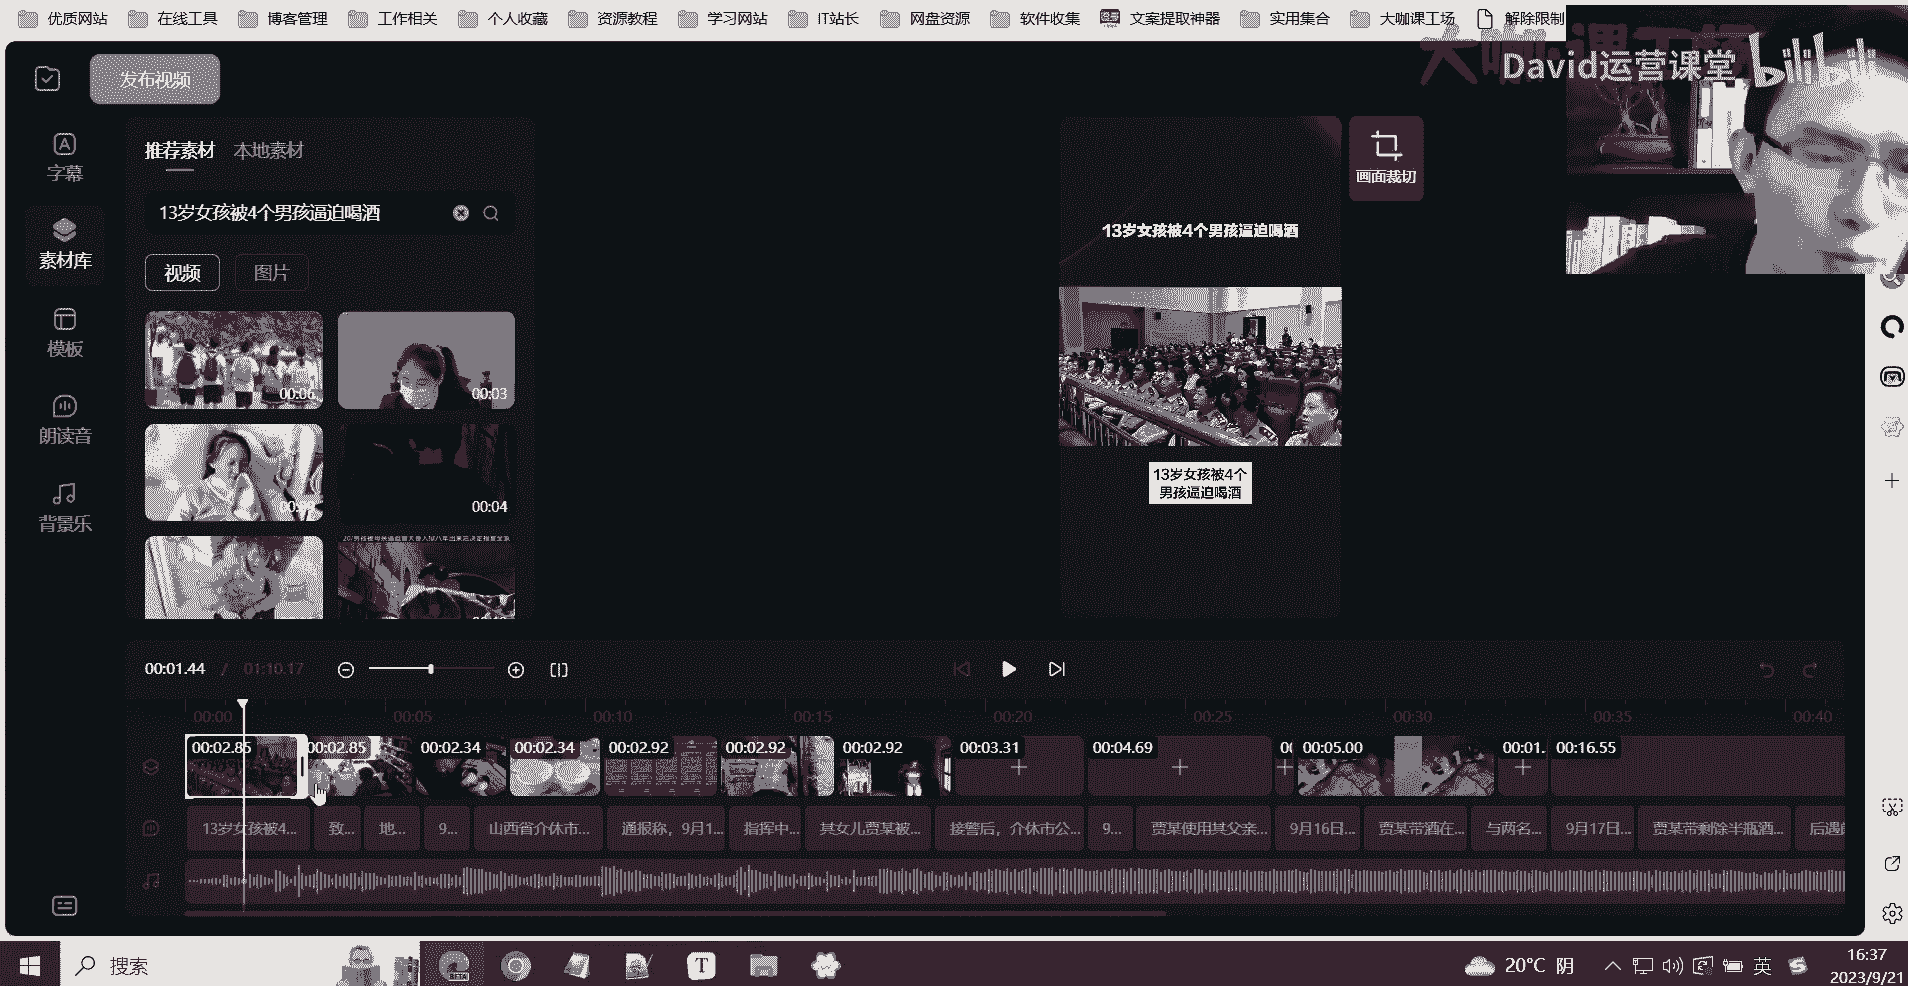 优质网站 在线工具 博客管理 工作相关 个人收藏 资源教程 学习网站 IT站长 网盘资源 软件收集 文案提取神器 实用集合 大咖课工场 解除限制
David运营课堂 bilibili
发布视频
字幕
素材库
模板
朗读音
背景乐
推荐素材 本地素材
13岁女孩被4个男孩逼迫喝酒
视频 图片
00:06 00:03
00:04
画面裁切
13岁女孩被4个男孩逼迫喝酒
13岁女孩被4个
男孩逼迫喝酒
00:01.44 / 01:10.17
00:00 00:05 00:10 00:15 00:20 00:25 00:30 00:35 00:40
00:02.85 00:02.85 00:02.34 00:02.34 00:02.92 00:02.92 00:02.92 00:03.31 00:04.69 00:05.00 00:01. 00:16.55
13岁女孩被4... 致... 地... 9... 山西省介休市... 通报称，9月1... 指挥中... 其女儿贾某被... 接警后，介休市公... 9... 贾某使用其父亲... 9月16日... 贾某带酒在... 与两名... 9月17日... 贾某带剩余半瓶酒...
搜索
BETA
T
20°C 阴
英
16:37
2023/9/21